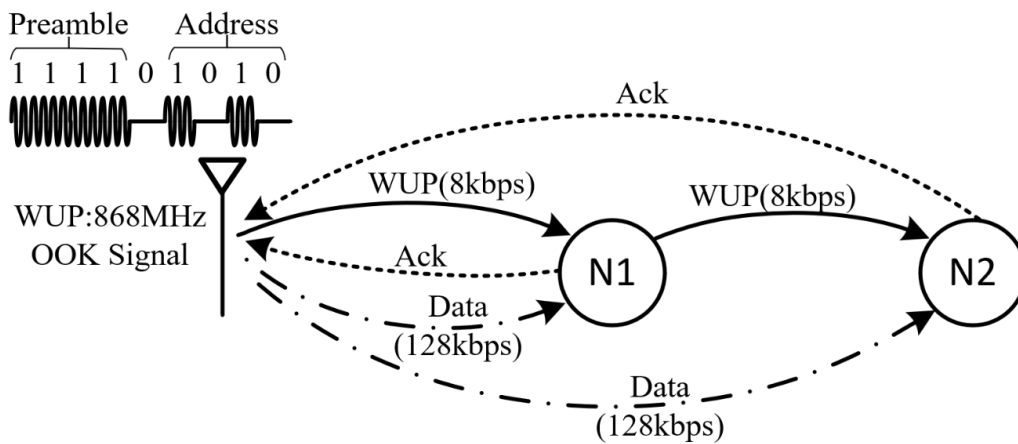 Preamble Address
1 1 1 1 0 1 0 1 0
Ack
WUP:868MHz
OOK Signal
WUP(8kbps)
WUP(8kbps)
Ack
N1
N2
Data
(128kbps)
Data
(128kbps)